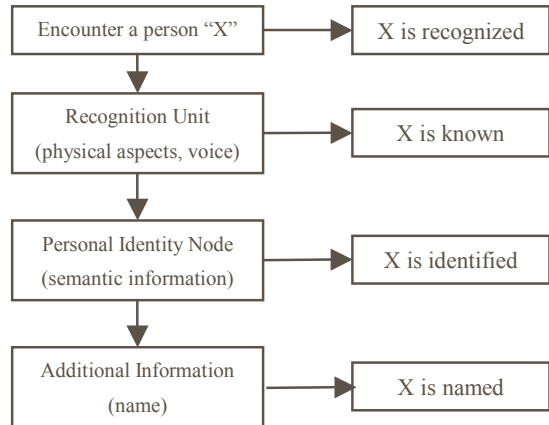 Encounter a person “X”
X is recognized
Recognition Unit
(physical aspects, voice)
X is known
Personal Identity Node
(semantic information)
X is identified
Additional Information
(name)
X is named